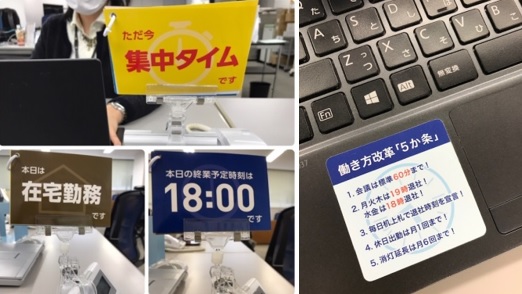 ただ今
集中タイム
です
本日は
在宅勤務
です
本日の終業予定時刻は
18:00
です
Fn
Alt
無変換
働き方改革「5か条」
1. 会議は標準60分まで!
2. 月火木は19時退社!
水金は18時退社!
3. 毎日机上札で退社時刻を宣言!
4. 休日出勤は月1回まで!
5. 消灯延長は月6回まで!